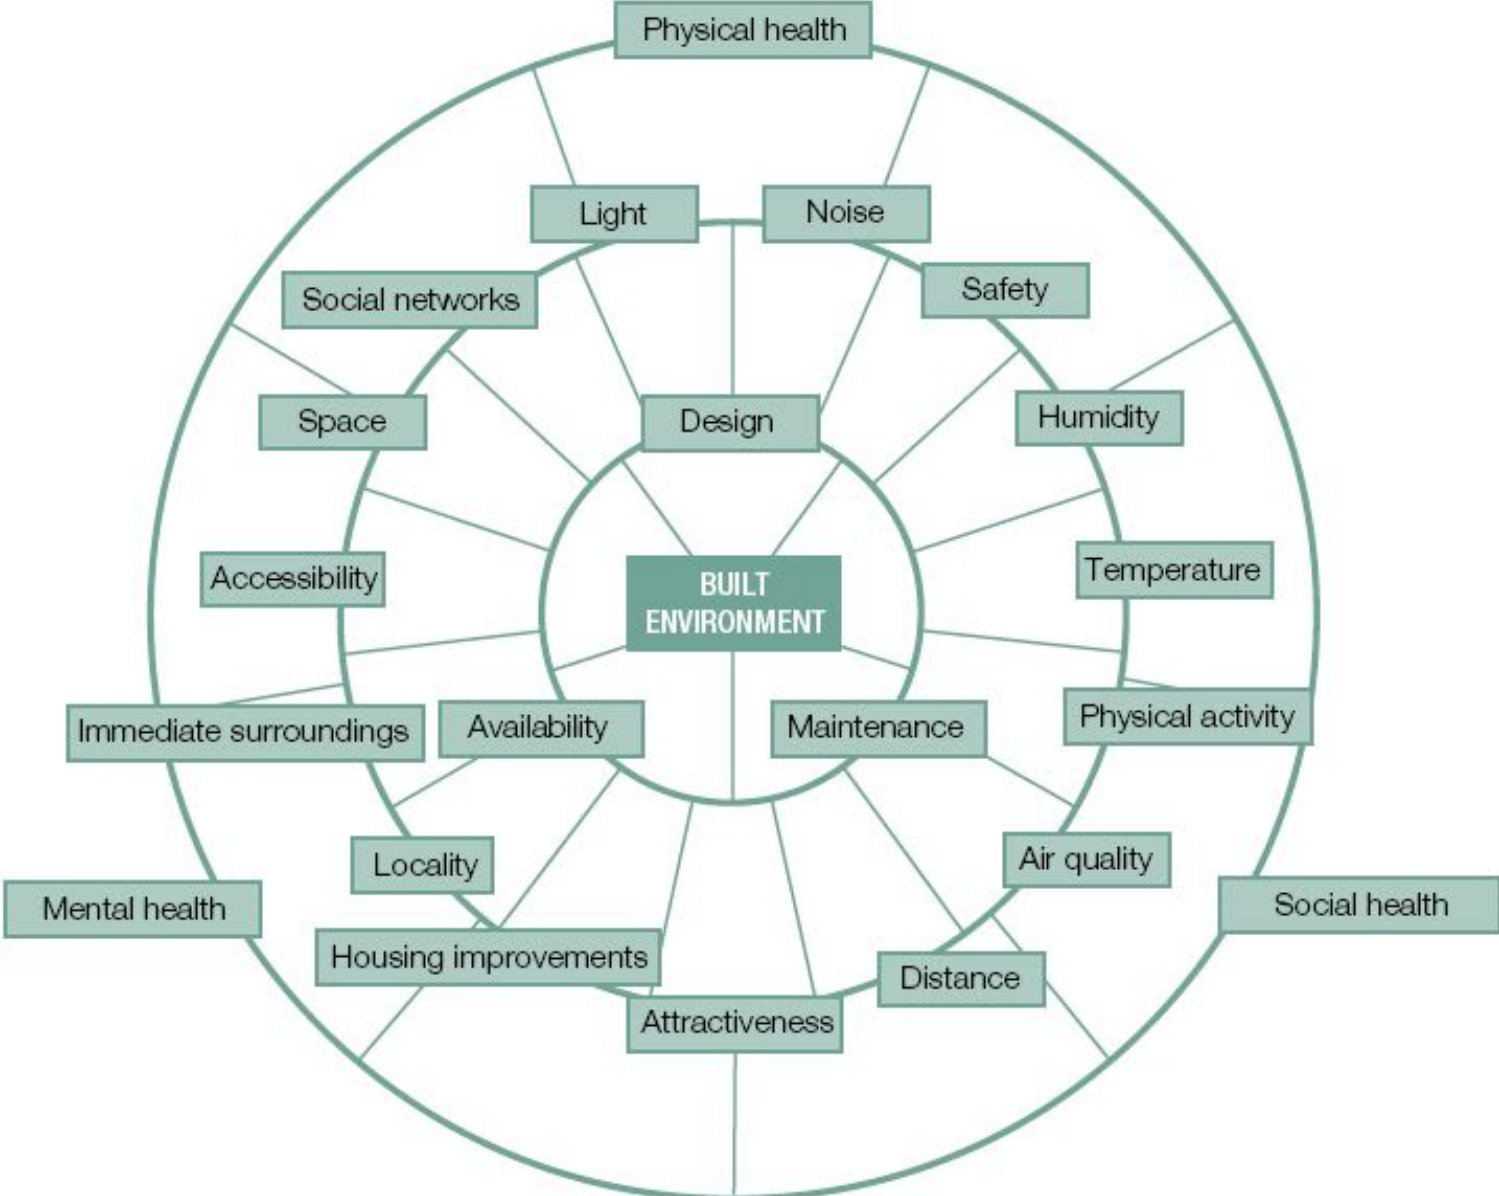 Physical health
Light
Noise
Safety
Social networks
Space
Design
Humidity
Accessibility
BUILT
ENVIRONMENT
Temperature
Immediate surroundings
Availability
Maintenance
Physical activity
Locality
Air quality
Mental health
Social health
Housing improvements
Distance
Attractiveness